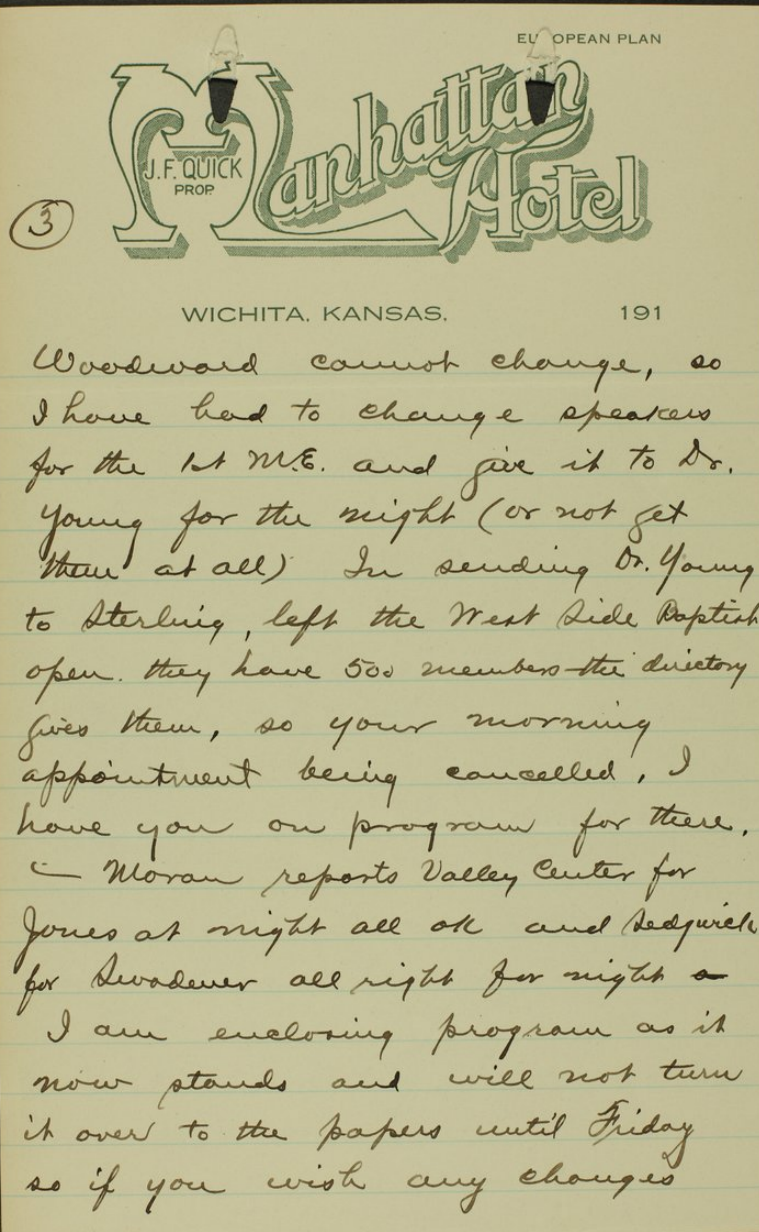 EUROPEAN PLAN
Manhattan Hotel
J. F. QUICK
PROP.
3
WICHITA, KANSAS. 191
Woodward cannot change, so
I have had to change speakers
for the 1st M.E. and give it to Dr.
Young for the night (or not get
them at all) In sending Dr. Young
to Sterling, left the West Side Baptist
open. they have 500 members the directory
gives them, so your morning
appointment being cancelled, I
have you on program for there.
Moran reports Valley Center for
Jones at night all ok and Sedgwick
for Swadener all right for night a
I am enclosing program as it
now stands and will not turn
it over to the papers until Friday
so if you wish any changes